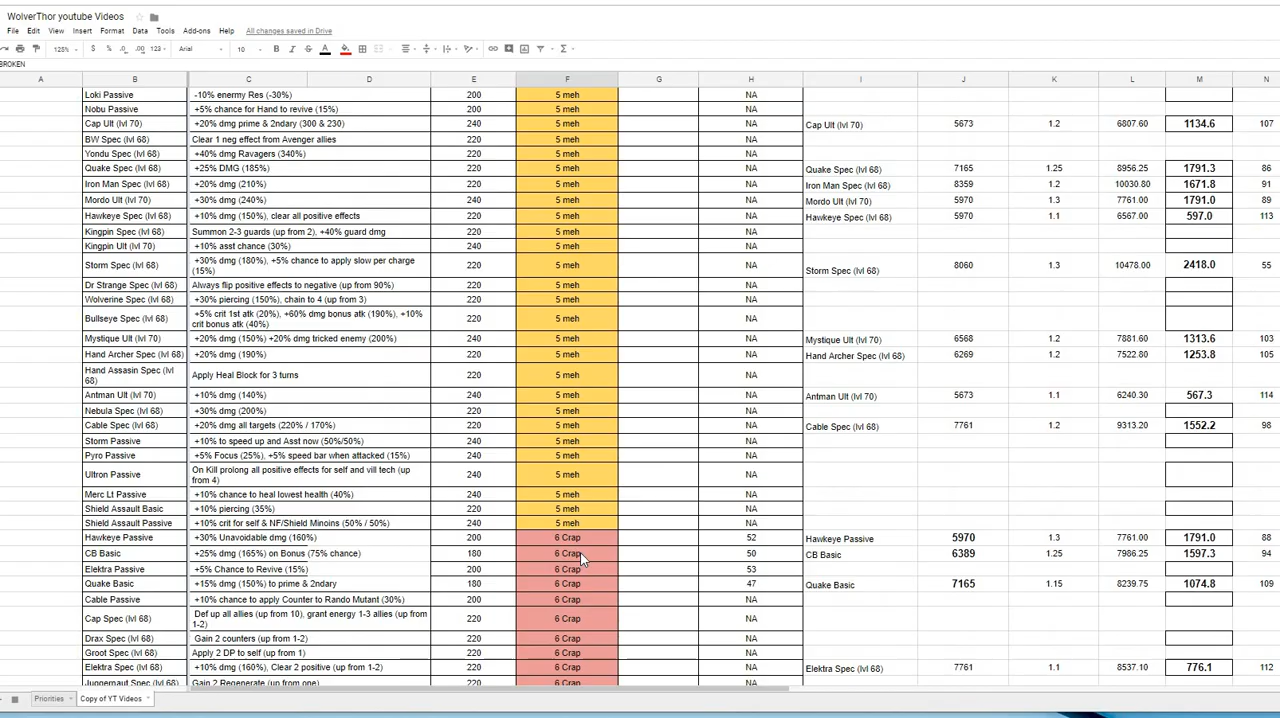 WolverThor youtube Videos
File Edit View Insert Format Data Tools Add-ons Help All changes saved in Drive
125% $ % .0 .00 123 Arial 10 B I S A
BROKEN
A B C D E F G H I J K L M N
Loki Passive -10% enermy Res (-30%) 200 5 meh NA
Nobu Passive +5% chance for Hand to revive (15%) 200 5 meh NA
Cap Ult (lvl 70) +20% dmg prime & 2ndary (300 & 230) 240 5 meh NA Cap Ult (lvl 70) 5673 1.2 6807.60 1134.6 107
BW Spec (lvl 68) Clear 1 neg effect from Avenger allies 220 5 meh NA
Yondu Spec (lvl 68) +40% dmg Ravagers (340%) 220 5 meh NA
Quake Spec (lvl 68) +25% DMG (185%) 220 5 meh NA Quake Spec (lvl 68) 7165 1.25 8956.25 1791.3 86
Iron Man Spec (lvl 68) +20% dmg (210%) 220 5 meh NA Iron Man Spec (lvl 68) 8359 1.2 10030.80 1671.8 91
Mordo Ult (lvl 70) +30% dmg (240%) 240 5 meh NA Mordo Ult (lvl 70) 5970 1.3 7761.00 1791.0 89
Hawkeye Spec (lvl 68) +10% dmg (150%), clear all positive effects 220 5 meh NA Hawkeye Spec (lvl 68) 5970 1.1 6567.00 597.0 113
Kingpin Spec (lvl 68) Summon 2-3 guards (up from 2), +40% guard dmg 220 5 meh NA
Kingpin Ult (lvl 70) +10% asst chance (30%) 240 5 meh NA
Storm Spec (lvl 68) +30% dmg (180%), +5% chance to apply slow per charge (15%) 220 5 meh NA Storm Spec (lvl 68) 8060 1.3 10478.00 2418.0 55
Dr Strange Spec (lvl 68) Always flip positive effects to negative (up from 90%) 220 5 meh NA
Wolverine Spec (lvl 68) +30% piercing (150%), chain to 4 (up from 3) 220 5 meh NA
Bullseye Spec (lvl 68) +5% crit 1st atk (20%), +60% dmg bonus atk (190%), +10% crit bonus atk (40%) 220 5 meh NA
Mystique Ult (lvl 70) +20% dmg (150%) +20% dmg tricked enemy (200%) 240 5 meh NA Mystique Ult (lvl 70) 6568 1.2 7881.60 1313.6 103
Hand Archer Spec (lvl 68) +20% dmg (190%) 220 5 meh NA Hand Archer Spec (lvl 68) 6269 1.2 7522.80 1253.8 105
Hand Assasin Spec (lvl 68) Apply Heal Block for 3 turns 220 5 meh NA
Antman Ult (lvl 70) +10% dmg (140%) 240 5 meh NA Antman Ult (lvl 70) 5673 1.1 6240.30 567.3 114
Nebula Spec (lvl 68) +30% dmg (200%) 220 5 meh NA
Cable Spec (lvl 68) +20% dmg all targets (220% / 170%) 220 5 meh NA Cable Spec (lvl 68) 7761 1.2 9313.20 1552.2 98
Storm Passive +10% to speed up and Asst now (50%/50%) 240 5 meh NA
Pyro Passive +5% Focus (25%), +5% speed bar when attacked (15%) 240 5 meh NA
Ultron Passive On Kill prolong all positive effects for self and vill tech (up from 4) 240 5 meh NA
Merc Lt Passive +10% chance to heal lowest health (40%) 240 5 meh NA
Shield Assault Basic +10% piercing (35%) 220 5 meh NA
Shield Assault Passive +10% crit for self & NF/Shield Minoins (50% / 50%) 240 5 meh NA
Hawkeye Passive +30% Unavoidable dmg (160%) 200 6 Crap 52 Hawkeye Passive 5970 1.3 7761.00 1791.0 88
CB Basic +25% dmg (165%) on Bonus (75% chance) 180 6 Crap 50 CB Basic 6389 1.25 7986.25 1597.3 94
Elektra Passive +5% Chance to Revive (15%) 200 6 Crap 53
Quake Basic +15% dmg (150%) to prime & 2ndary 180 6 Crap 47 Quake Basic 7165 1.15 8239.75 1074.8 109
Cable Passive +10% chance to apply Counter to Rando Mutant (30%) 200 6 Crap NA
Cap Spec (lvl 68) Def up all allies (up from 10), grant energy 1-3 allies (up from 1-2) 220 6 Crap NA
Drax Spec (lvl 68) Gain 2 counters (up from 1-2) 220 6 Crap NA
Groot Spec (lvl 68) Apply 2 DP to self (up from 1) 220 6 Crap NA
Elektra Spec (lvl 68) +10% dmg (160%), Clear 2 positive (up from 1-2) 220 6 Crap NA Elektra Spec (lvl 68) 7761 1.1 8537.10 776.1 112
Juggernaut Spec (lvl 68) Gain 2 Regenerate (up from one) 220 6 Crap NA
Priorities Copy of YT Videos